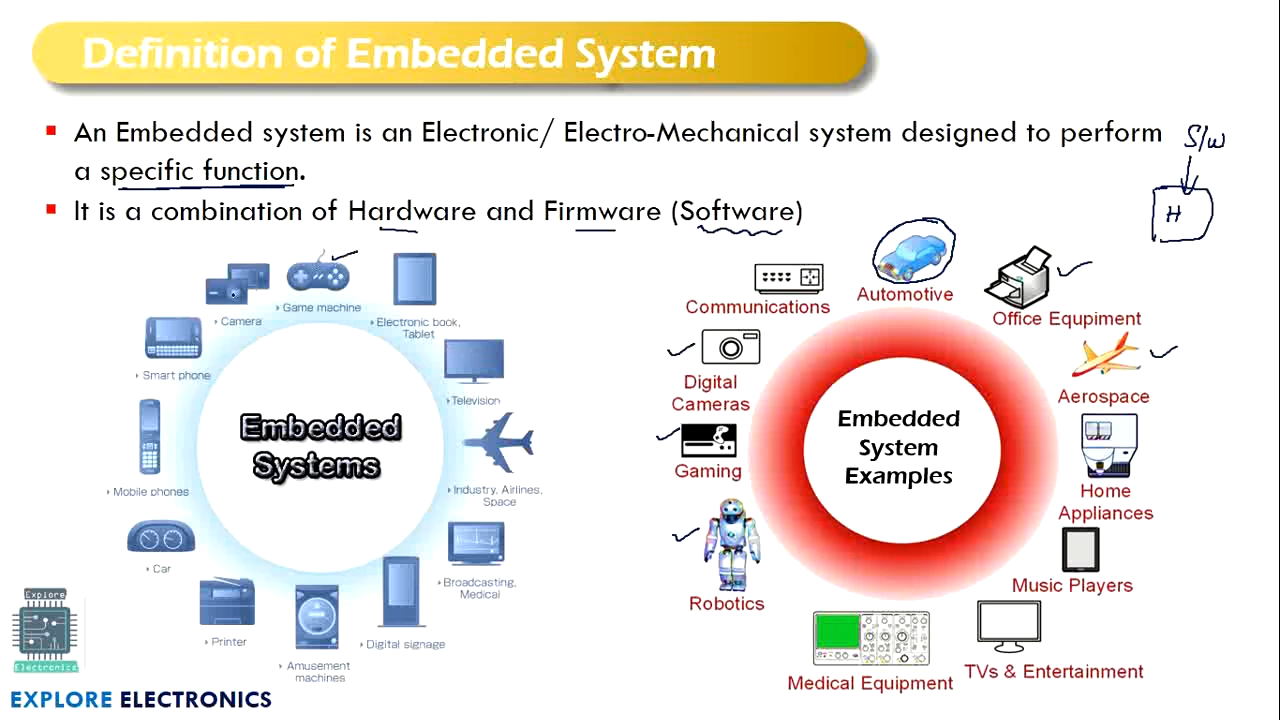 Definition of Embedded System
▪ An Embedded system is an Electronic/ Electro-Mechanical system designed to perform
a specific function.
▪ It is a combination of Hardware and Firmware (Software)
S/w
H
Game machine
Camera
Electronic book,
Tablet
Smart phone
Television
Mobile phones
Industry, Airlines,
Space
Car
Broadcasting,
Medical
Printer
Digital signage
Amusement
machines
Embedded
Systems
Communications
Automotive
Office Equpiment
Digital
Cameras
Aerospace
Gaming
Home
Appliances
Robotics
Music Players
Medical Equipment
TVs & Entertainment
Embedded
System
Examples
Explore
Electronics
EXPLORE ELECTRONICS